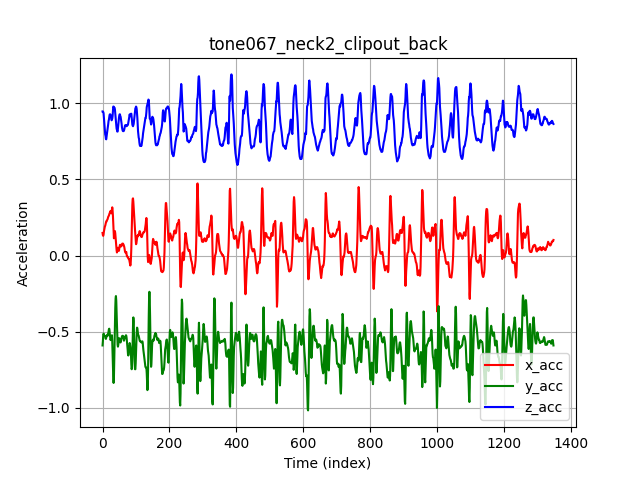 tone067_neck2_clipout_back
1.0
0.5
0.0
−0.5
−1.0
Acceleration
x_acc
y_acc
z_acc
0 200 400 600 800 1000 1200 1400
Time (index)